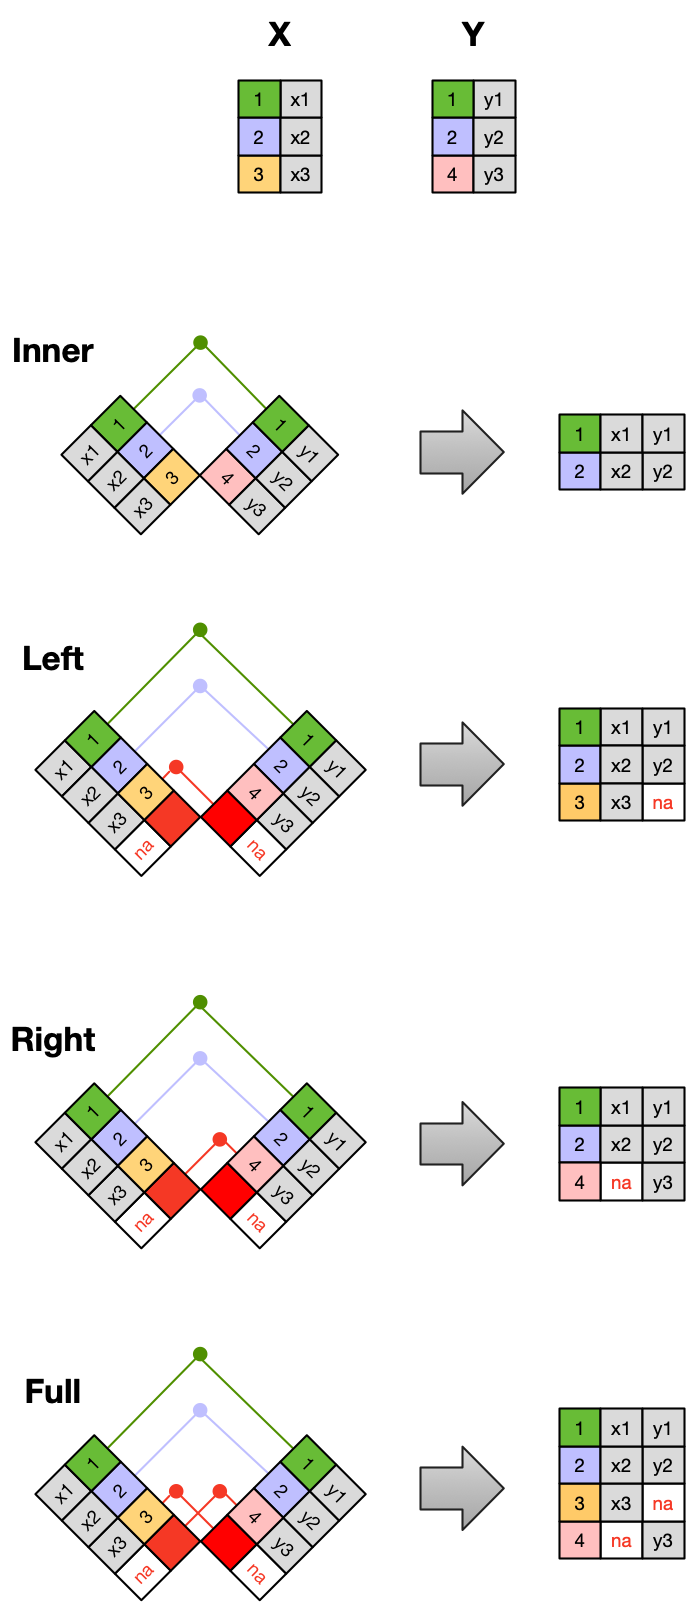 X Y
1 x1 1 y1
2 x2 2 y2
3 x3 4 y3
Inner
1 1
x1 2 2 y1
x2 3 4 y2
x3 y3
1 x1 y1
2 x2 y2
Left
1 1
x1 2 2 y1
x2 3 4 y2
x3 y3
na na
1 x1 y1
2 x2 y2
3 x3 na
Right
1 1
x1 2 2 y1
x2 3 4 y2
x3 y3
na na
1 x1 y1
2 x2 y2
4 na y3
Full
1 1
x1 2 2 y1
x2 3 4 y2
x3 y3
na na
1 x1 y1
2 x2 y2
3 x3 na
4 na y3